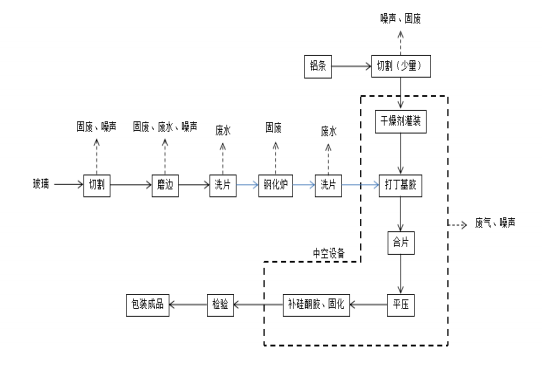 噪声、固废
铝条
切割（少量）
干燥剂灌装
固废、噪声
固废、废水、噪声
废水
固废
废水
玻璃
切割
磨边
洗片
钢化炉
洗片
打丁基胶
废气、噪声
合片
中空设备
包装成品
检验
补硅酮胶、固化
平压